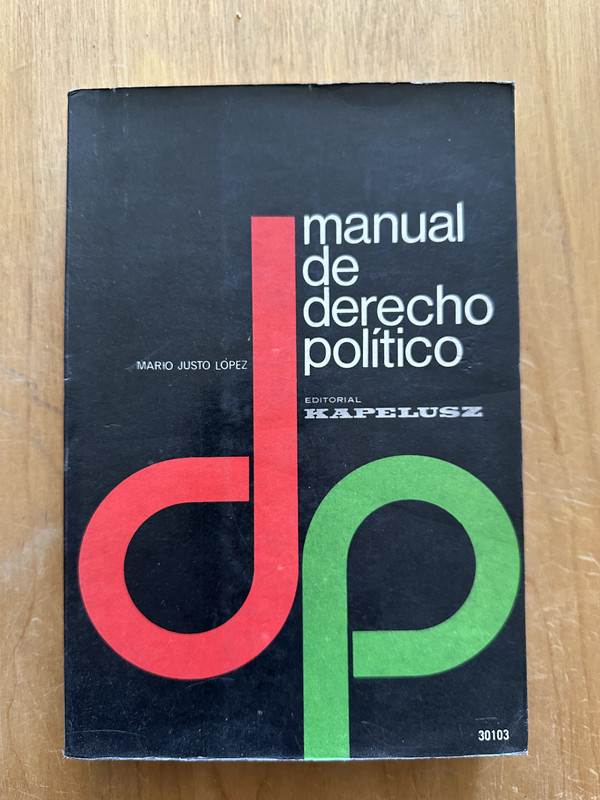 manual
de
derecho
político
MARIO JUSTO LÓPEZ
EDITORIAL
KAPELUSZ
dp
30103